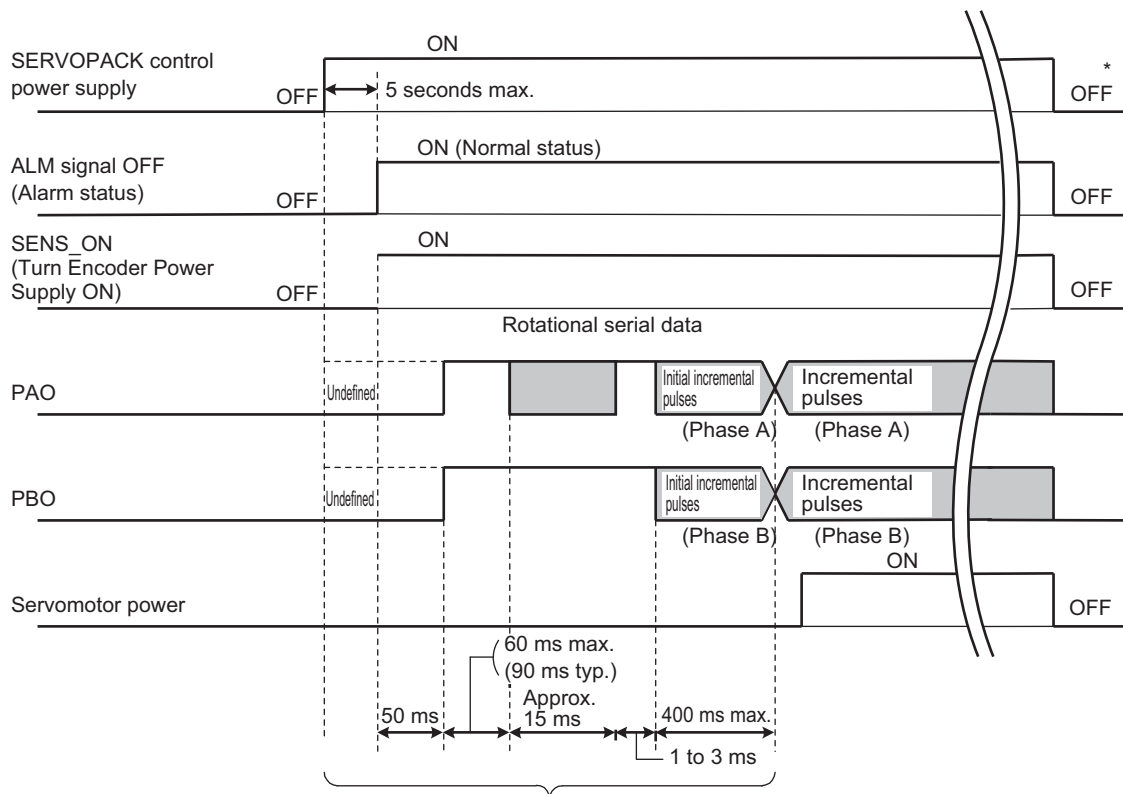 ON
SERVOPACK control
power supply
OFF
5 seconds max.
*
OFF
ALM signal OFF
(Alarm status)
OFF
ON (Normal status)
OFF
SENS_ON
(Turn Encoder Power
Supply ON)
OFF
ON
OFF
Rotational serial data
PAO
Undefined
Initial incremental
pulses
Incremental
pulses
(Phase A)
(Phase A)
PBO
Undefined
Initial incremental
pulses
Incremental
pulses
(Phase B)
(Phase B)
ON
Servomotor power
OFF
60 ms max.
(90 ms typ.)
Approx.
50 ms
15 ms
400 ms max.
1 to 3 ms